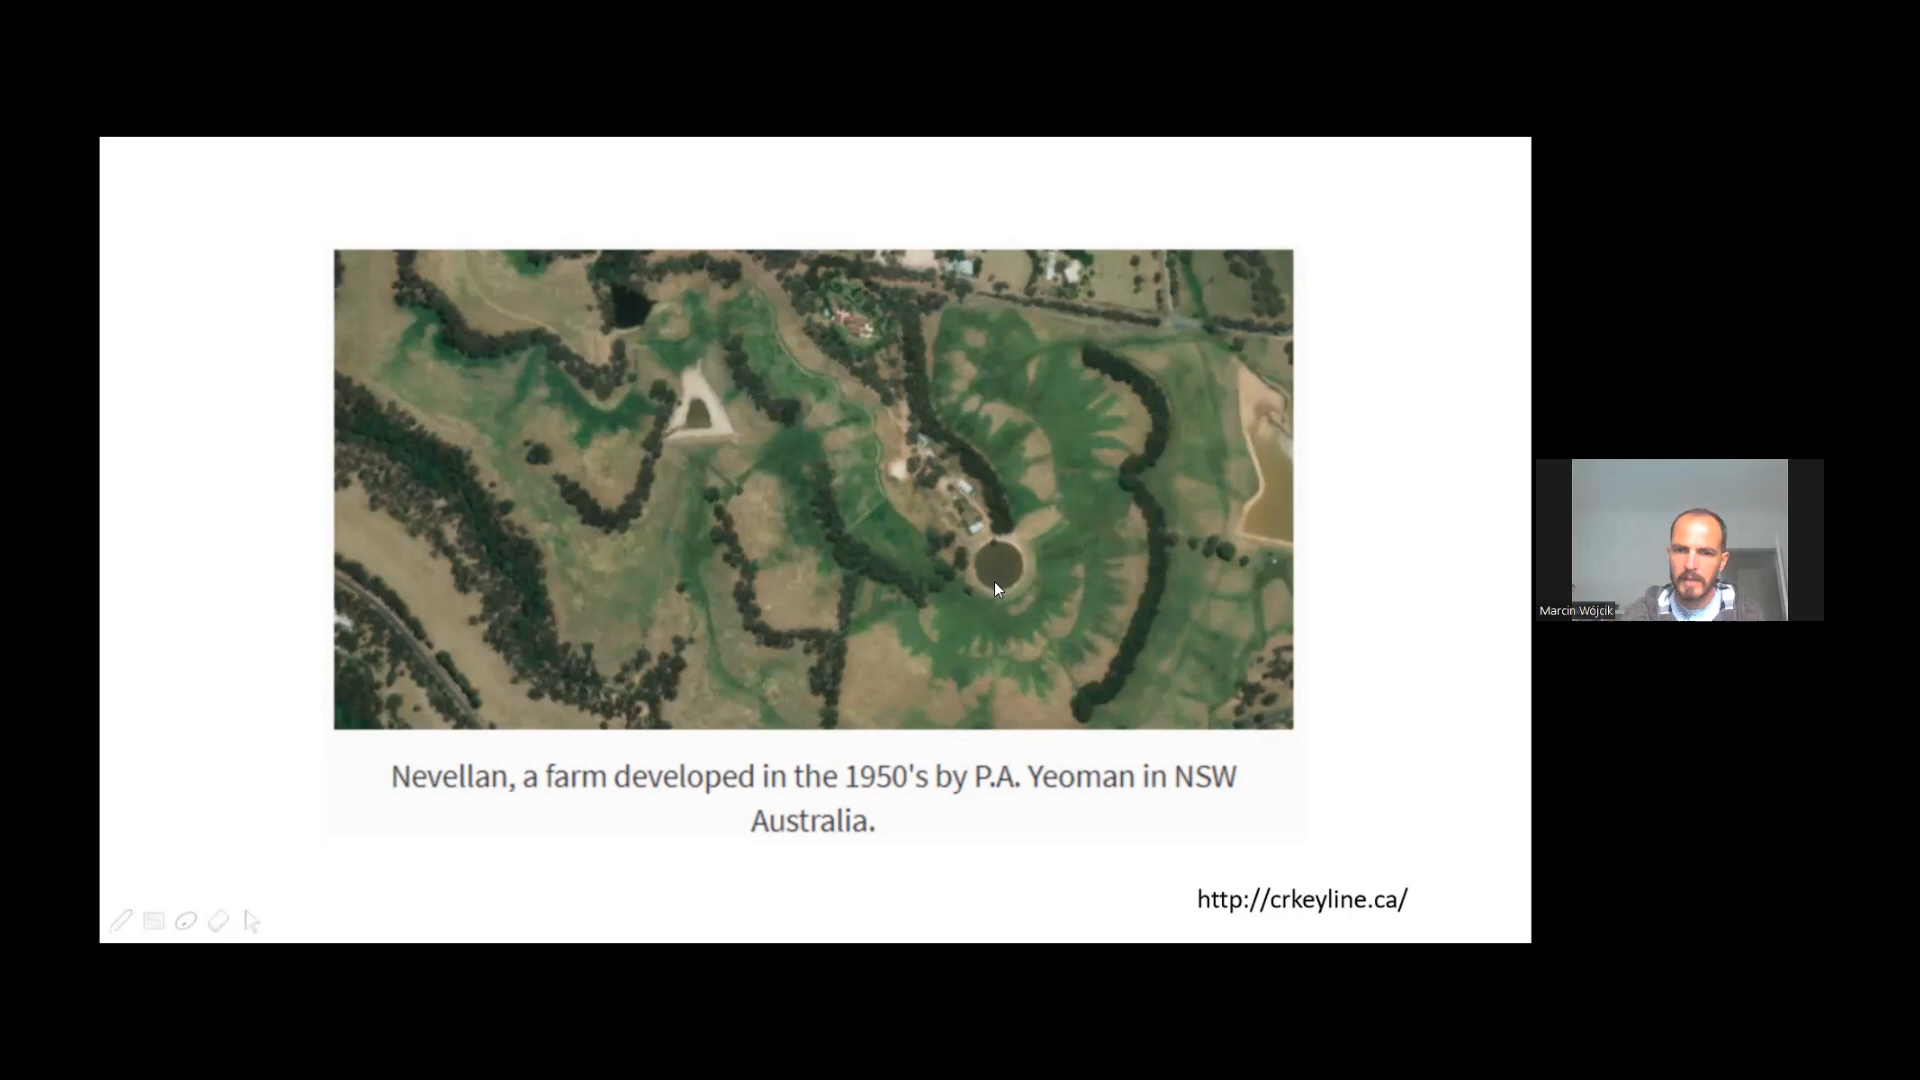 Nevellan, a farm developed in the 1950's by P.A. Yeoman in NSW
Australia.
http://crkeyline.ca/
Marcin Wójcik